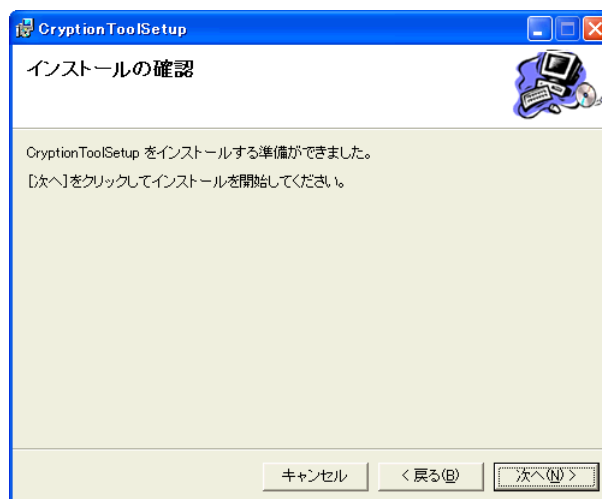 CryptionToolSetup
インストールの確認
CryptionToolSetup をインストールする準備ができました。
[次へ]をクリックしてインストールを開始してください。
キャンセル
< 戻る(B)
次へ(N) >